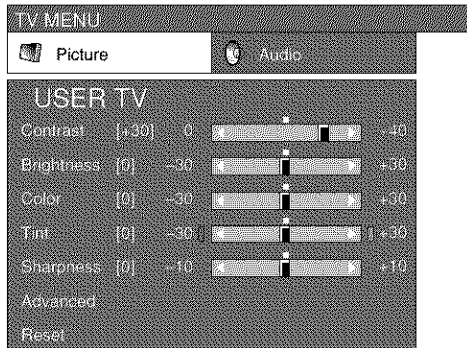 TV MENU
Picture Audio
USER TV
Contrast [+30] 0 +40
Brightness [0] −30 +30
Color [0] −30 +30
Tint [0] −30 +30
Sharpness [0] −10 +10
Advanced
Reset